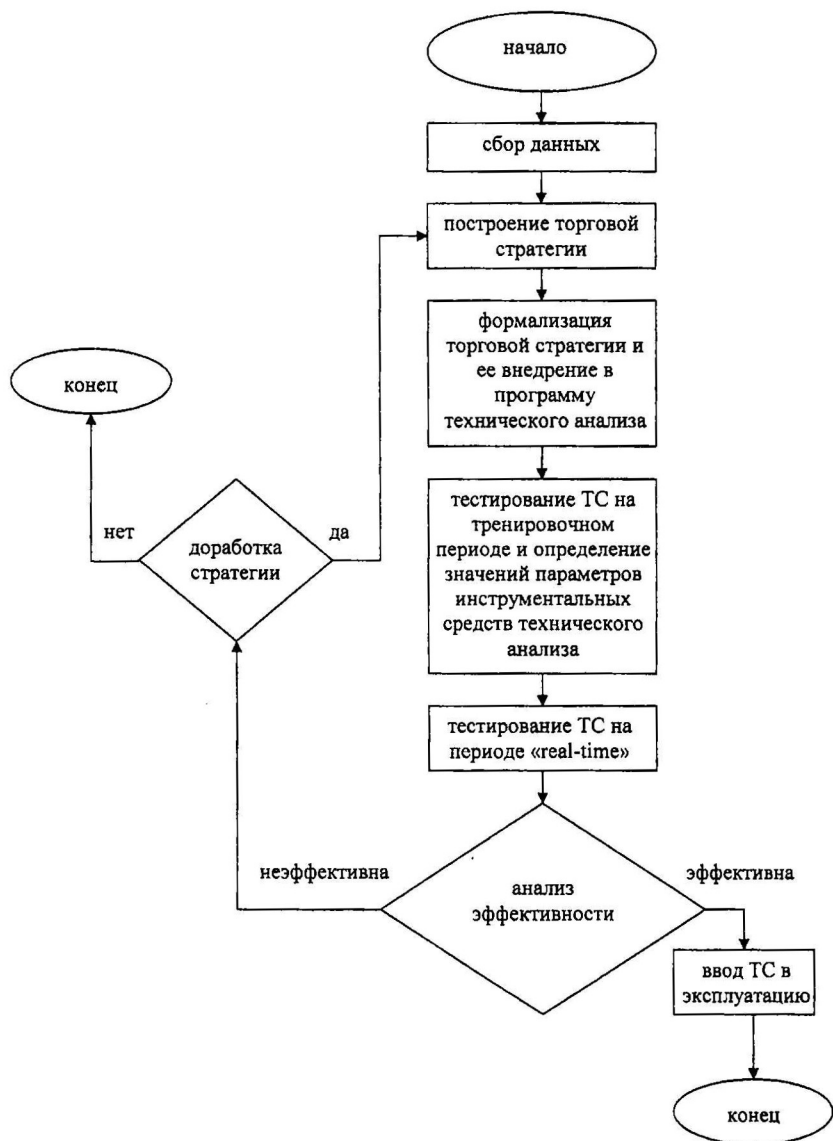 начало
сбор данных
построение торговой
стратегии
формализация
торговой стратегии и
ее внедрение в
программу
технического анализа
конец
нет
да
доработка
стратегии
тестирование ТС на
тренировочном
периоде и определение
значений параметров
инструментальных
средств технического
анализа
тестирование ТС на
периоде «real-time»
неэффективна
эффективна
анализ
эффективности
ввод ТС в
эксплуатацию
конец